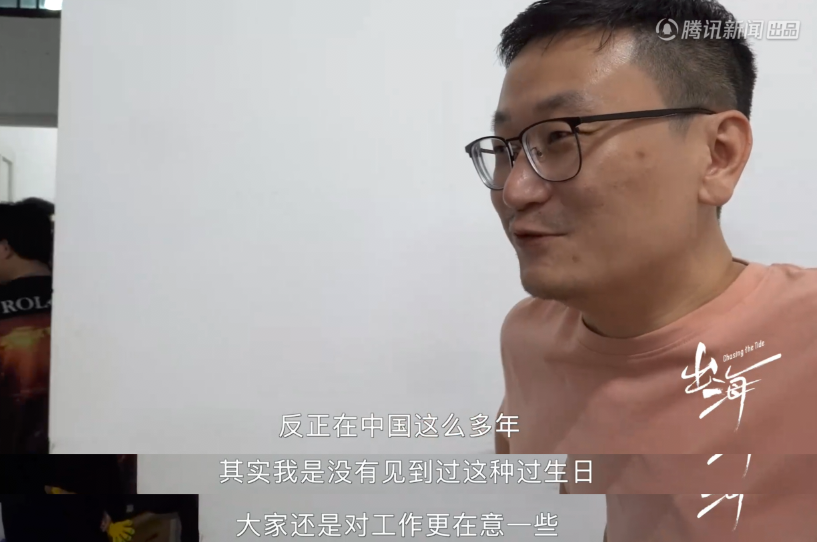 腾讯新闻 出品
ROL
Chasing the Tide
出海
反正在中国这么多年
其实我是没有见到过这种过生日
大家还是对工作更在意一些